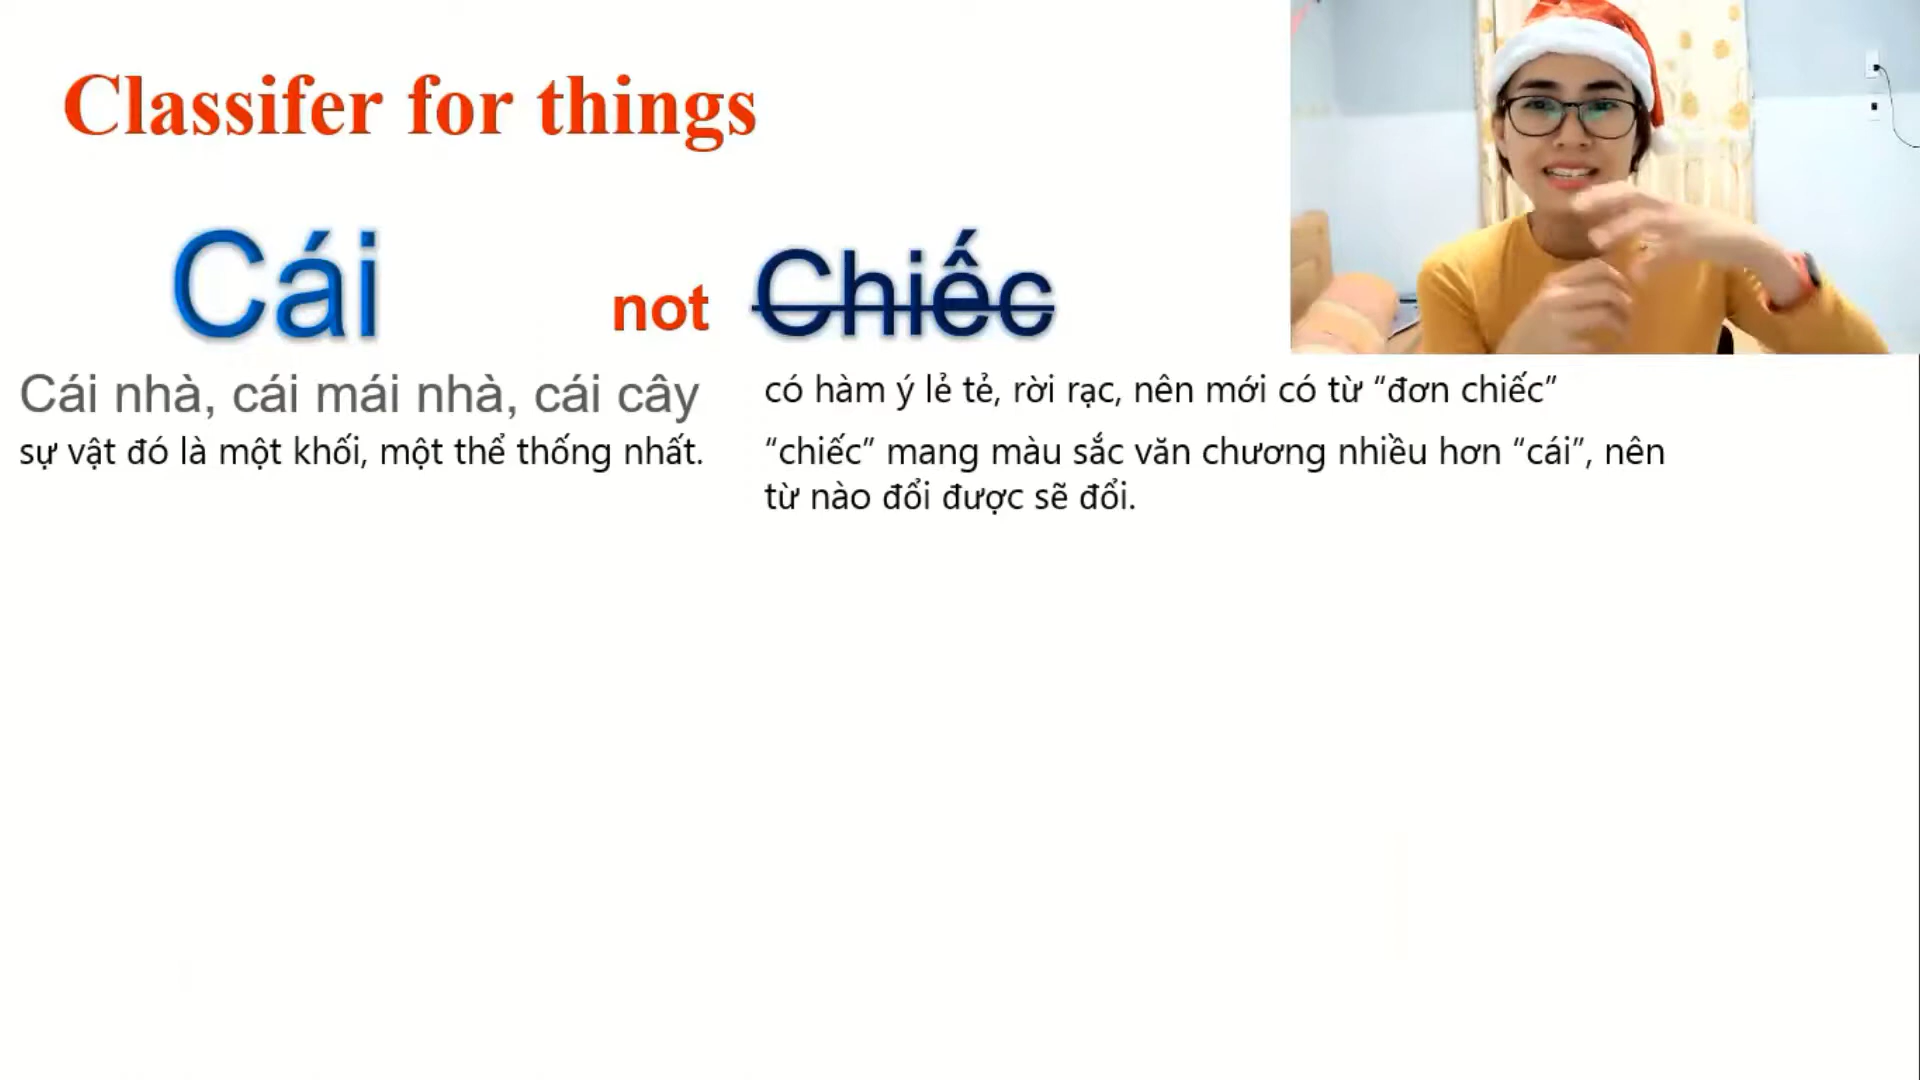 Classifer for things
Cái not Chiếc
Cái nhà, cái mái nhà, cái cây
sự vật đó là một khối, một thể thống nhất.
có hàm ý lẻ tẻ, rời rạc, nên mới có từ “đơn chiếc”
“chiếc” mang màu sắc văn chương nhiều hơn “cái”, nên
từ nào đổi được sẽ đổi.